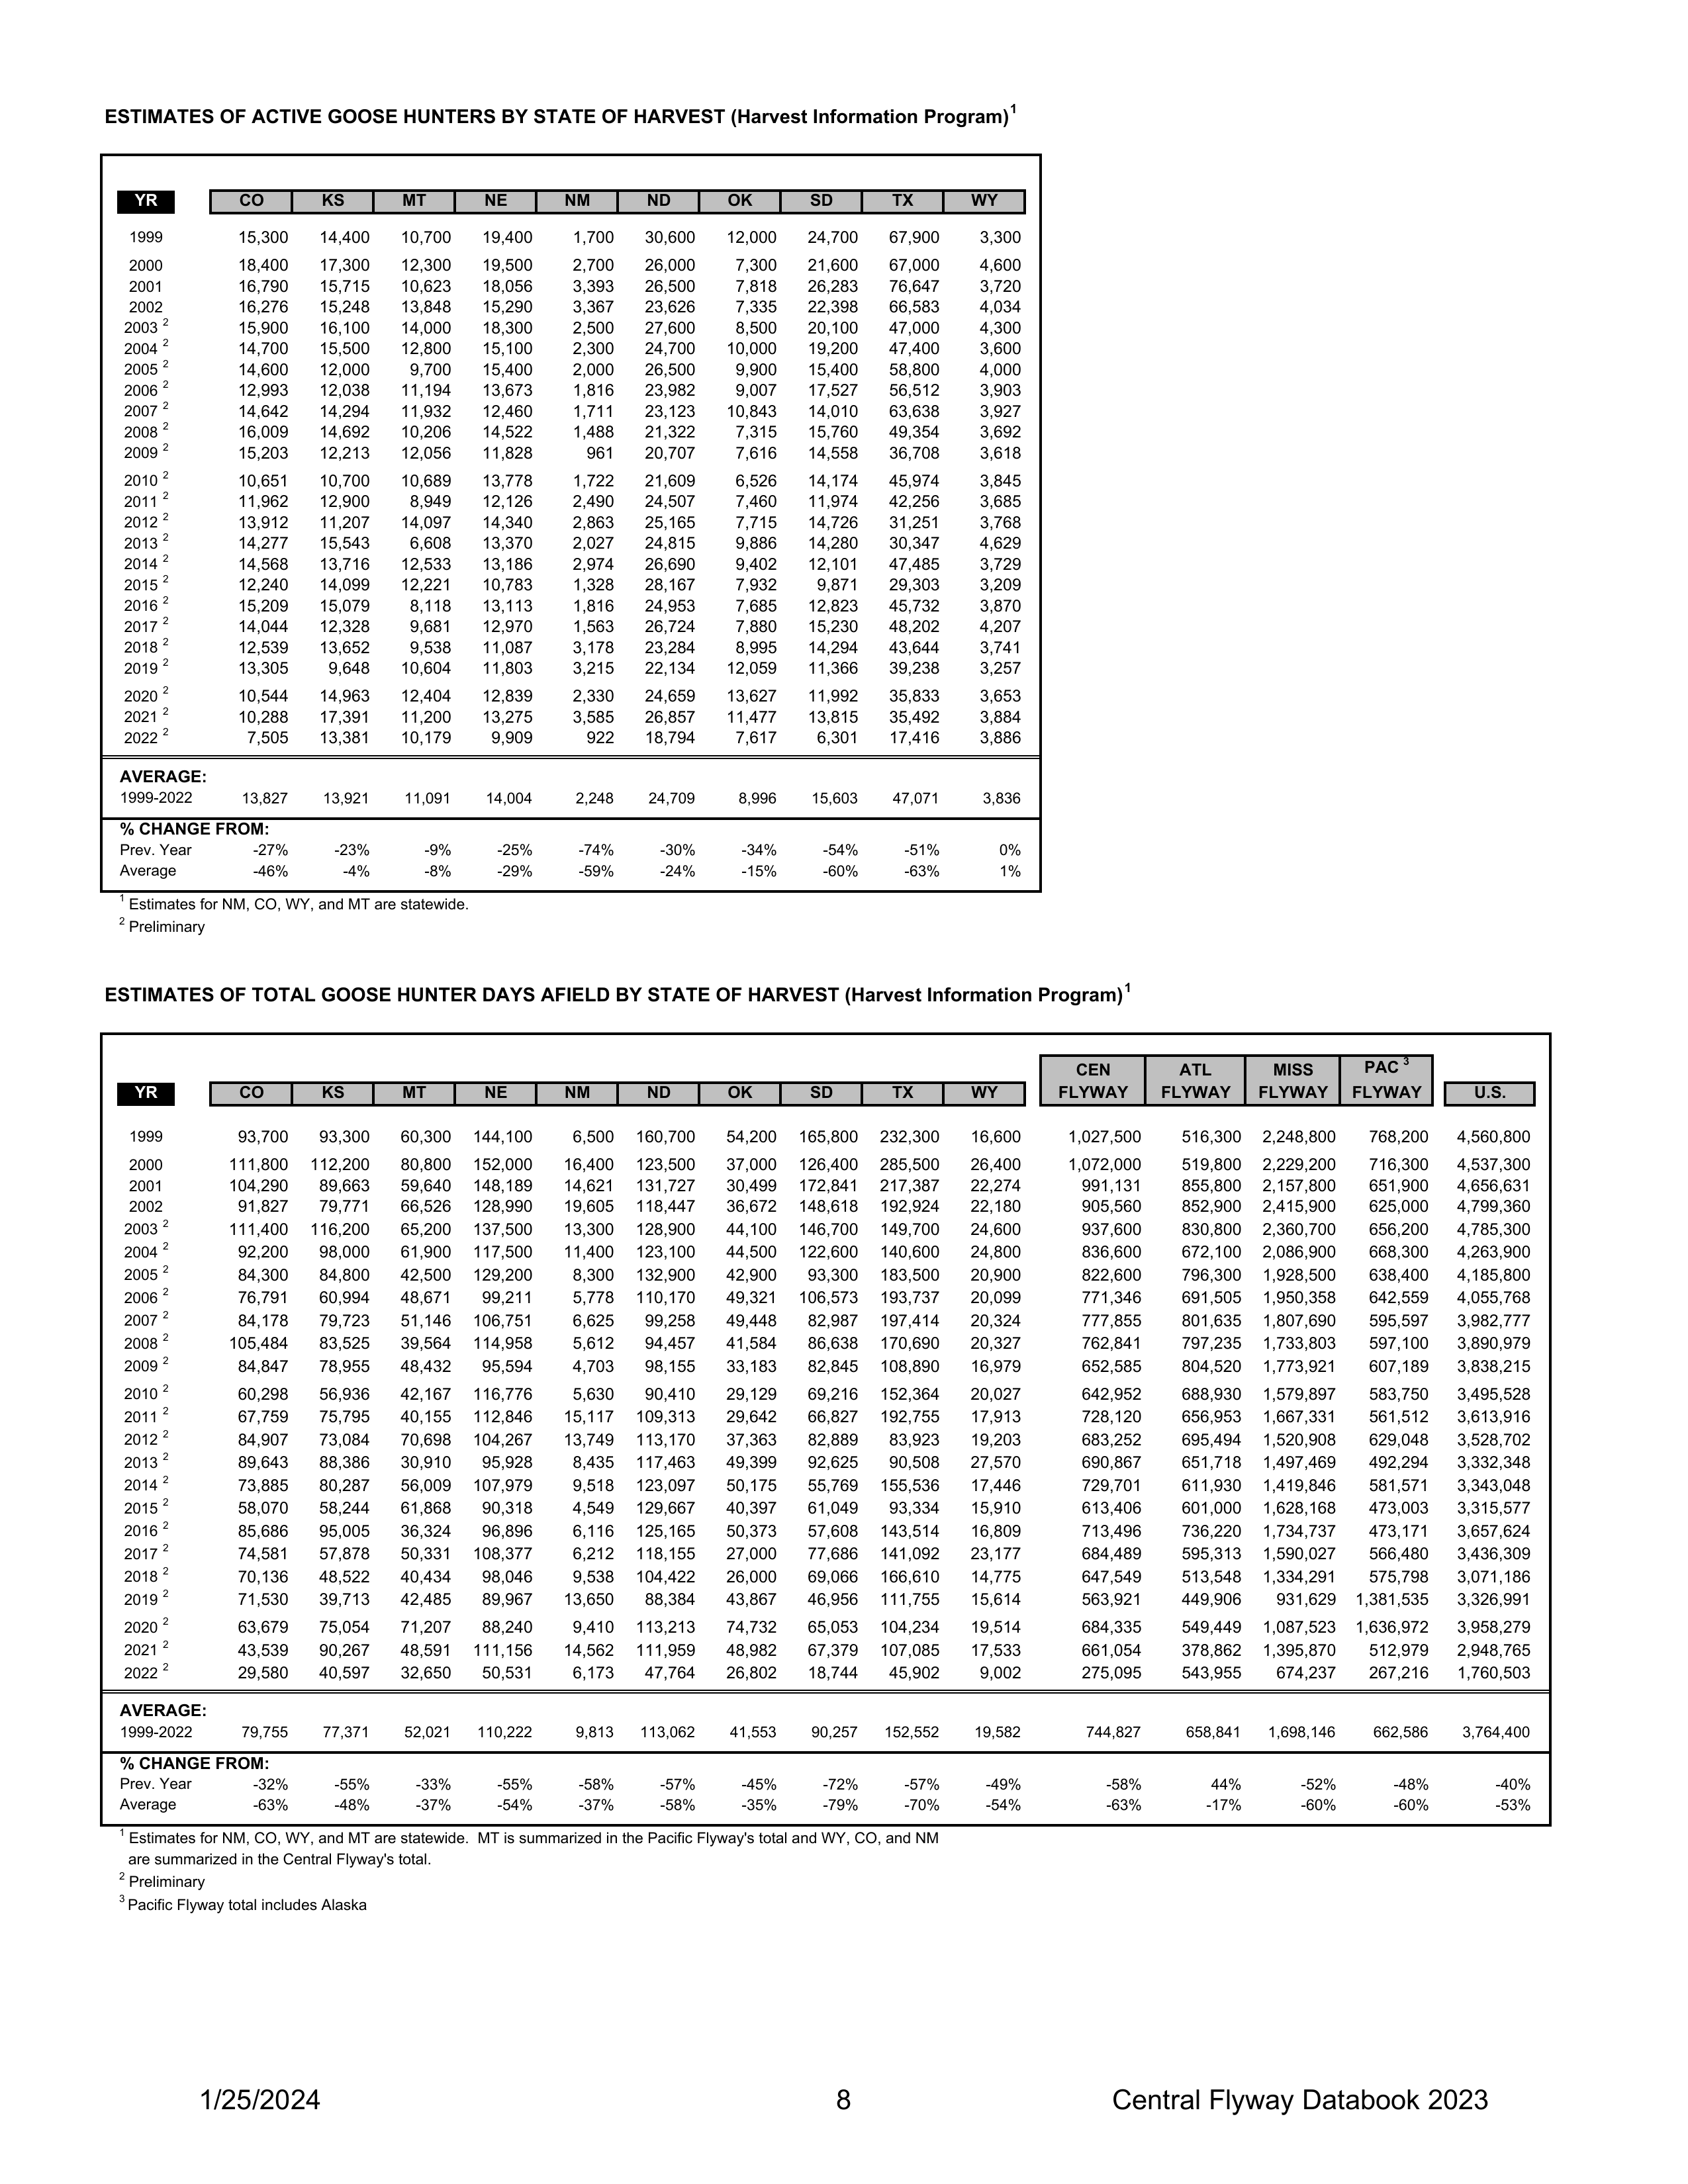 ESTIMATES OF ACTIVE GOOSE HUNTERS BY STATE OF HARVEST (Harvest Information Program)1
YR CO KS MT NE NM ND OK SD TX WY
1999 15,300 14,400 10,700 19,400 1,700 30,600 12,000 24,700 67,900 3,300
2000 18,400 17,300 12,300 19,500 2,700 26,000 7,300 21,600 67,000 4,600
2001 16,790 15,715 10,623 18,056 3,393 26,500 7,818 26,283 76,647 3,720
2002 16,276 15,248 13,848 15,290 3,367 23,626 7,335 22,398 66,583 4,034
2003 2 15,900 16,100 14,000 18,300 2,500 27,600 8,500 20,100 47,000 4,300
2004 2 14,700 15,500 12,800 15,100 2,300 24,700 10,000 19,200 47,400 3,600
2005 2 14,600 12,000 9,700 15,400 2,000 26,500 9,900 15,400 58,800 4,000
2006 2 12,993 12,038 11,194 13,673 1,816 23,982 9,007 17,527 56,512 3,903
2007 2 14,642 14,294 11,932 12,460 1,711 23,123 10,843 14,010 63,638 3,927
2008 2 16,009 14,692 10,206 14,522 1,488 21,322 7,315 15,760 49,354 3,692
2009 2 15,203 12,213 12,056 11,828 961 20,707 7,616 14,558 36,708 3,618
2010 2 10,651 10,700 10,689 13,778 1,722 21,609 6,526 14,174 45,974 3,845
2011 2 11,962 12,900 8,949 12,126 2,490 24,507 7,460 11,974 42,256 3,685
2012 2 13,912 11,207 14,097 14,340 2,863 25,165 7,715 14,726 31,251 3,768
2013 2 14,277 15,543 6,608 13,370 2,027 24,815 9,886 14,280 30,347 4,629
2014 2 14,568 13,716 12,533 13,186 2,974 26,690 9,402 12,101 47,485 3,729
2015 2 12,240 14,099 12,221 10,783 1,328 28,167 7,932 9,871 29,303 3,209
2016 2 15,209 15,079 8,118 13,113 1,816 24,953 7,685 12,823 45,732 3,870
2017 2 14,044 12,328 9,681 12,970 1,563 26,724 7,880 15,230 48,202 4,207
2018 2 12,539 13,652 9,538 11,087 3,178 23,284 8,995 14,294 43,644 3,741
2019 2 13,305 9,648 10,604 11,803 3,215 22,134 12,059 11,366 39,238 3,257
2020 2 10,544 14,963 12,404 12,839 2,330 24,659 13,627 11,992 35,833 3,653
2021 2 10,288 17,391 11,200 13,275 3,585 26,857 11,477 13,815 35,492 3,884
2022 2 7,505 13,381 10,179 9,909 922 18,794 7,617 6,301 17,416 3,886
AVERAGE:
1999-2022 13,827 13,921 11,091 14,004 2,248 24,709 8,996 15,603 47,071 3,836
% CHANGE FROM:
Prev. Year -27% -23% -9% -25% -74% -30% -34% -54% -51% 0%
Average -46% -4% -8% -29% -59% -24% -15% -60% -63% 1%
1 Estimates for NM, CO, WY, and MT are statewide.
2 Preliminary
ESTIMATES OF TOTAL GOOSE HUNTER DAYS AFIELD BY STATE OF HARVEST (Harvest Information Program)1
CEN ATL MISS PAC 3
YR CO KS MT NE NM ND OK SD TX WY FLYWAY FLYWAY FLYWAY FLYWAY U.S.
1999 93,700 93,300 60,300 144,100 6,500 160,700 54,200 165,800 232,300 16,600 1,027,500 516,300 2,248,800 768,200 4,560,800
2000 111,800 112,200 80,800 152,000 16,400 123,500 37,000 126,400 285,500 26,400 1,072,000 519,800 2,229,200 716,300 4,537,300
2001 104,290 89,663 59,640 148,189 14,621 131,727 30,499 172,841 217,387 22,274 991,131 855,800 2,157,800 651,900 4,656,631
2002 91,827 79,771 66,526 128,990 19,605 118,447 36,672 148,618 192,924 22,180 905,560 852,900 2,415,900 625,000 4,799,360
2003 2 111,400 116,200 65,200 137,500 13,300 128,900 44,100 146,700 149,700 24,600 937,600 830,800 2,360,700 656,200 4,785,300
2004 2 92,200 98,000 61,900 117,500 11,400 123,100 44,500 122,600 140,600 24,800 836,600 672,100 2,086,900 668,300 4,263,900
2005 2 84,300 84,800 42,500 129,200 8,300 132,900 42,900 93,300 183,500 20,900 822,600 796,300 1,928,500 638,400 4,185,800
2006 2 76,791 60,994 48,671 99,211 5,778 110,170 49,321 106,573 193,737 20,099 771,346 691,505 1,950,358 642,559 4,055,768
2007 2 84,178 79,723 51,146 106,751 6,625 99,258 49,448 82,987 197,414 20,324 777,855 801,635 1,807,690 595,597 3,982,777
2008 2 105,484 83,525 39,564 114,958 5,612 94,457 41,584 86,638 170,690 20,327 762,841 797,235 1,733,803 597,100 3,890,979
2009 2 84,847 78,955 48,432 95,594 4,703 98,155 33,183 82,845 108,890 16,979 652,585 804,520 1,773,921 607,189 3,838,215
2010 2 60,298 56,936 42,167 116,776 5,630 90,410 29,129 69,216 152,364 20,027 642,952 688,930 1,579,897 583,750 3,495,528
2011 2 67,759 75,795 40,155 112,846 15,117 109,313 29,642 66,827 192,755 17,913 728,120 656,953 1,667,331 561,512 3,613,916
2012 2 84,907 73,084 70,698 104,267 13,749 113,170 37,363 82,889 83,923 19,203 683,252 695,494 1,520,908 629,048 3,528,702
2013 2 89,643 88,386 30,910 95,928 8,435 117,463 49,399 92,625 90,508 27,570 690,867 651,718 1,497,469 492,294 3,332,348
2014 2 73,885 80,287 56,009 107,979 9,518 123,097 50,175 55,769 155,536 17,446 729,701 611,930 1,419,846 581,571 3,343,048
2015 2 58,070 58,244 61,868 90,318 4,549 129,667 40,397 61,049 93,334 15,910 613,406 601,000 1,628,168 473,003 3,315,577
2016 2 85,686 95,005 36,324 96,896 6,116 125,165 50,373 57,608 143,514 16,809 713,496 736,220 1,734,737 473,171 3,657,624
2017 2 74,581 57,878 50,331 108,377 6,212 118,155 27,000 77,686 141,092 23,177 684,489 595,313 1,590,027 566,480 3,436,309
2018 2 70,136 48,522 40,434 98,046 9,538 104,422 26,000 69,066 166,610 14,775 647,549 513,548 1,334,291 575,798 3,071,186
2019 2 71,530 39,713 42,485 89,967 13,650 88,384 43,867 46,956 111,755 15,614 563,921 449,906 931,629 1,381,535 3,326,991
2020 2 63,679 75,054 71,207 88,240 9,410 113,213 74,732 65,053 104,234 19,514 684,335 549,449 1,087,523 1,636,972 3,958,279
2021 2 43,539 90,267 48,591 111,156 14,562 111,959 48,982 67,379 107,085 17,533 661,054 378,862 1,395,870 512,979 2,948,765
2022 2 29,580 40,597 32,650 50,531 6,173 47,764 26,802 18,744 45,902 9,002 275,095 543,955 674,237 267,216 1,760,503
AVERAGE:
1999-2022 79,755 77,371 52,021 110,222 9,813 113,062 41,553 90,257 152,552 19,582 744,827 658,841 1,698,146 662,586 3,764,400
% CHANGE FROM:
Prev. Year -32% -55% -33% -55% -58% -57% -45% -72% -57% -49% -58% 44% -52% -48% -40%
Average -63% -48% -37% -54% -37% -58% -35% -79% -70% -54% -63% -17% -60% -60% -53%
1 Estimates for NM, CO, WY, and MT are statewide. MT is summarized in the Pacific Flyway's total and WY, CO, and NM
are summarized in the Central Flyway's total.
2 Preliminary
3 Pacific Flyway total includes Alaska
1/25/2024 8 Central Flyway Databook 2023